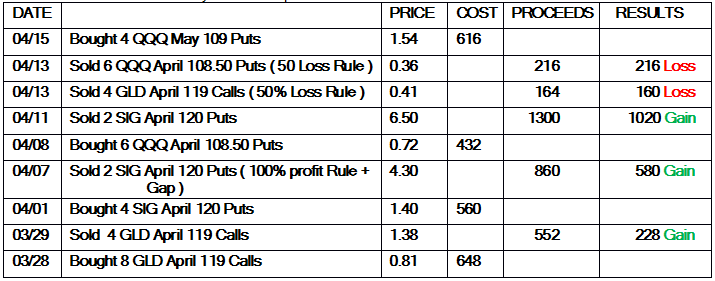 DATE PRICE COST PROCEEDS RESULTS
04/15 Bought 4 QQQ May 109 Puts 1.54 616
04/13 Sold 6 QQQ April 108.50 Puts ( 50 Loss Rule ) 0.36 216 216 Loss
04/13 Sold 4 GLD April 119 Calls ( 50% Loss Rule ) 0.41 164 160 Loss
04/11 Sold 2 SIG April 120 Puts 6.50 1300 1020 Gain
04/08 Bought 6 QQQ April 108.50 Puts 0.72 432
04/07 Sold 2 SIG April 120 Puts ( 100% profit Rule + 4.30 860 580 Gain
Gap )
04/01 Bought 4 SIG April 120 Puts 1.40 560
03/29 Sold 4 GLD April 119 Calls 1.38 552 228 Gain
03/28 Bought 8 GLD April 119 Calls 0.81 648